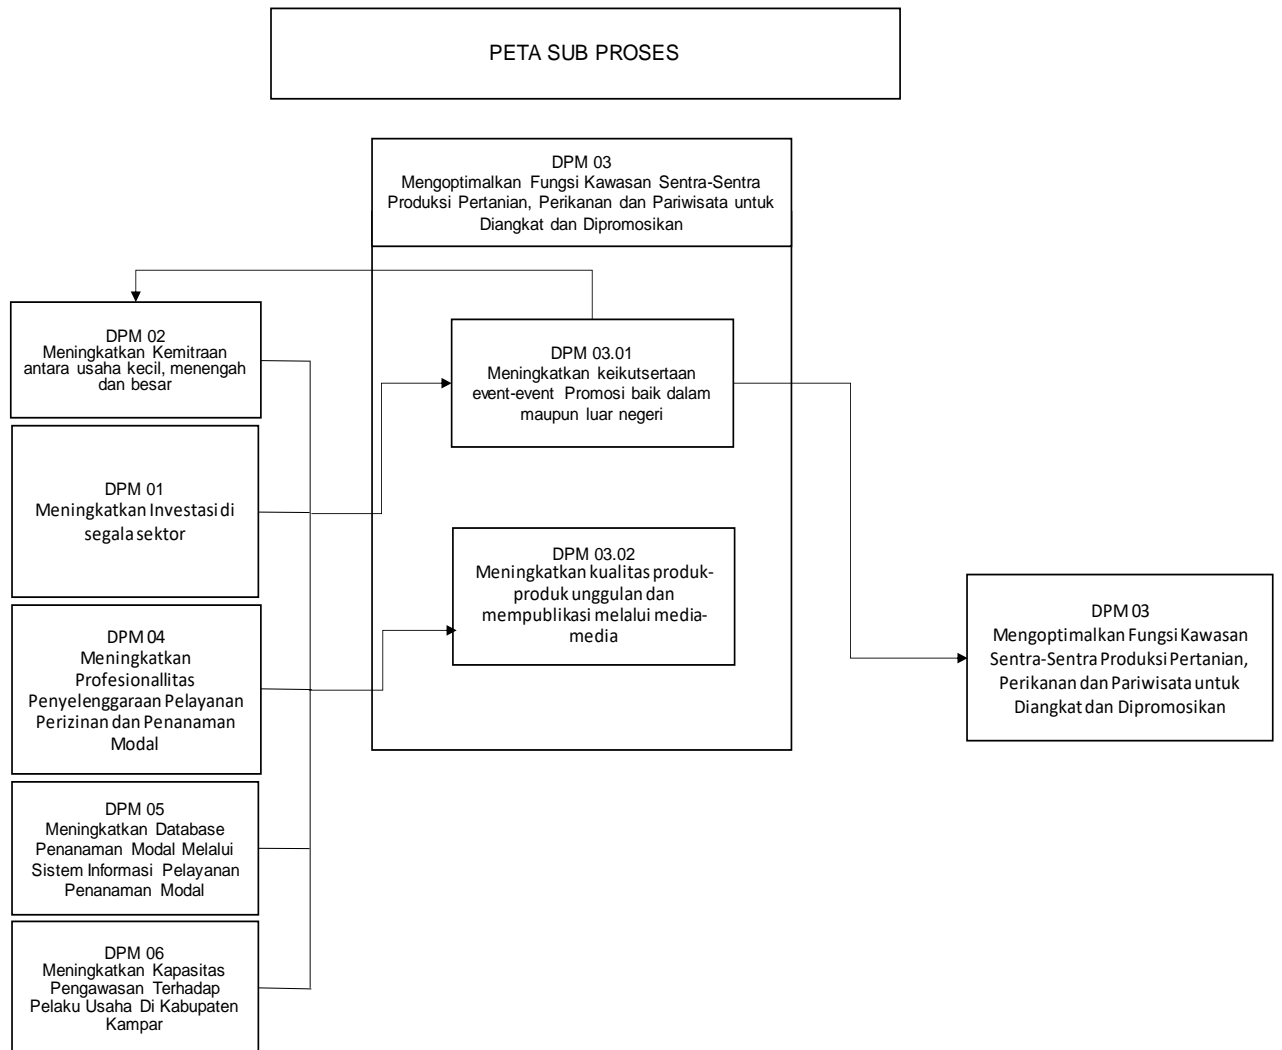 PETA SUB PROSES
DPM 03
Mengoptimalkan Fungsi Kawasan Sentra-Sentra
Produksi Pertanian, Perikanan dan Pariwisata untuk
Diangkat dan Dipromosikan
DPM 02
Meningkatkan Kemitraan
antara usaha kecil, menengah
dan besar
DPM 01
Meningkatkan Investasi di
segala sektor
DPM 04
Meningkatkan
Profesionallitas
Penyelenggaraan Pelayanan
Perizinan dan Penanaman
Modal
DPM 05
Meningkatkan Database
Penanaman Modal Melalui
Sistem Informasi Pelayanan
Penanaman Modal
DPM 06
Meningkatkan Kapasitas
Pengawasan Terhadap
Pelaku Usaha Di Kabupaten
Kampar
DPM 03.01
Meningkatkan keikutsertaan
event-event Promosi baik dalam
maupun luar negeri
DPM 03.02
Meningkatkan kualitas produk-
produk unggulan dan
mempublikasi melalui media-
media
DPM 03
Mengoptimalkan Fungsi Kawasan
Sentra-Sentra Produksi Pertanian,
Perikanan dan Pariwisata untuk
Diangkat dan Dipromosikan